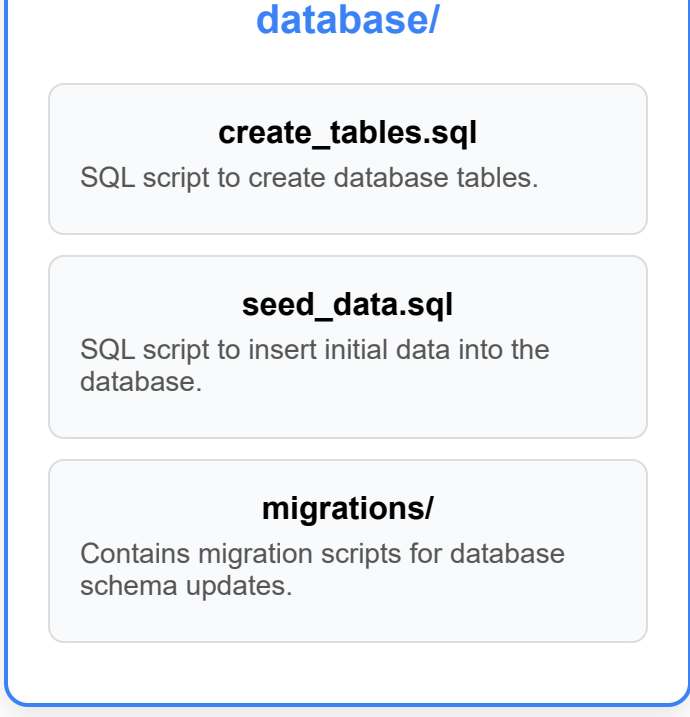 database/
create_tables.sql
SQL script to create database tables.
seed_data.sql
SQL script to insert initial data into the
database.
migrations/
Contains migration scripts for database
schema updates.